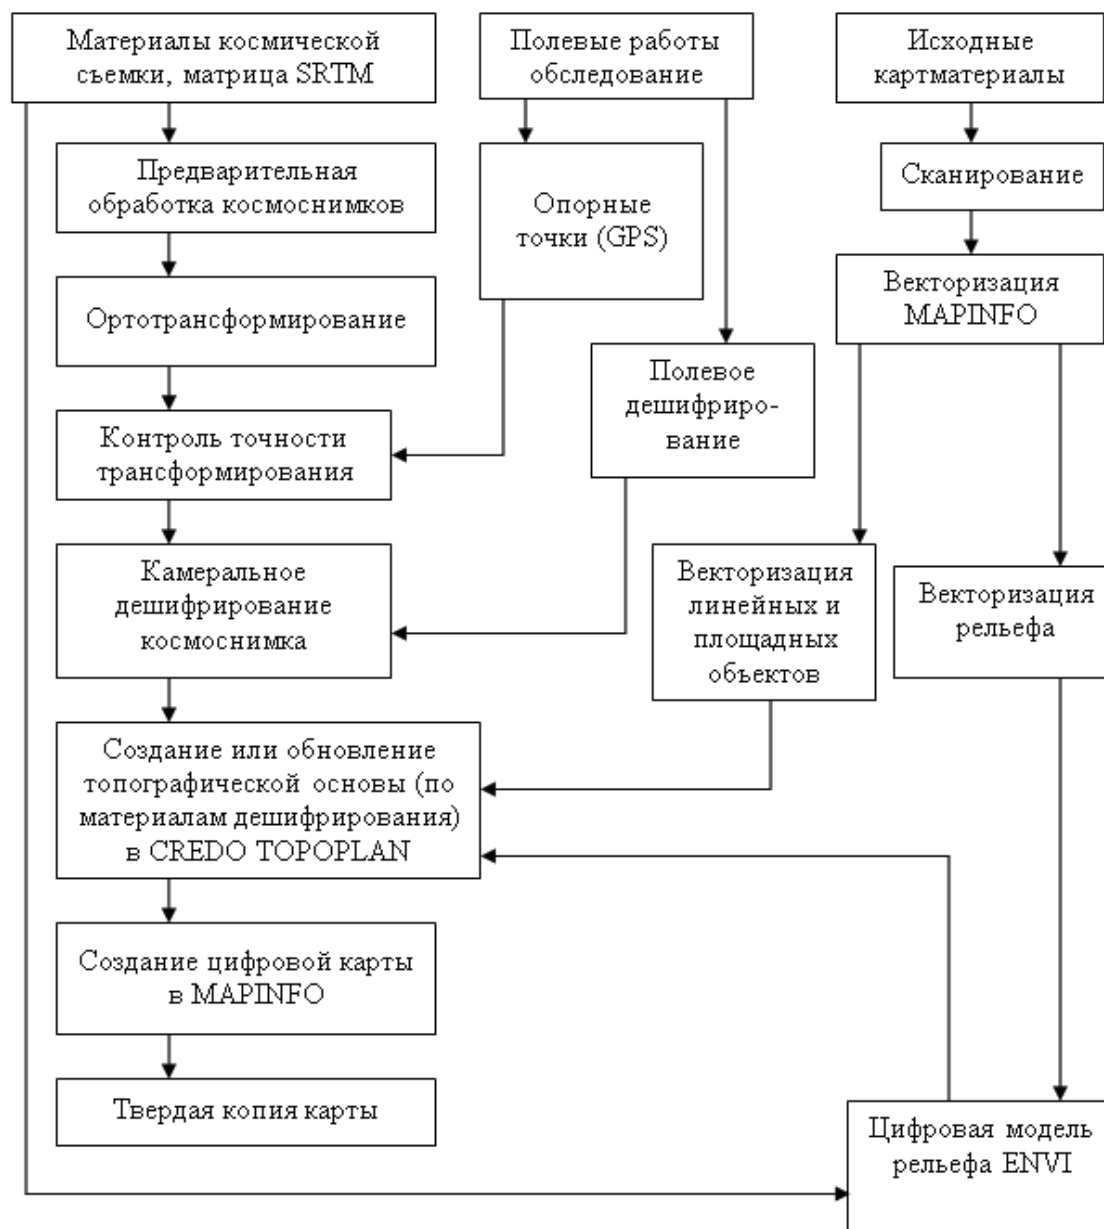 Материалы космической
сьемки, матрица SRTM
Полевые работы
обследование
Исходные
картматериалы
Предварительная
обработка космоснимков
Опорные
точки (GPS)
Сканирование
Ортотрансформирование
Векторизация
MAPINFO
Полевое
дешифриро-
вание
Контроль точности
трансформирования
Камеральное
дешифрирование
космоснимка
Векторизация
линейных и
площадных
объектов
Векторизация
рельефа
Создание или обновление
топографической основы (по
материалам дешифрирования)
в CREDO TOPOPLAN
Создание цифровой карты
в MAPINFO
Твердая копия карты
Цифровая модель
рельефа ENVI